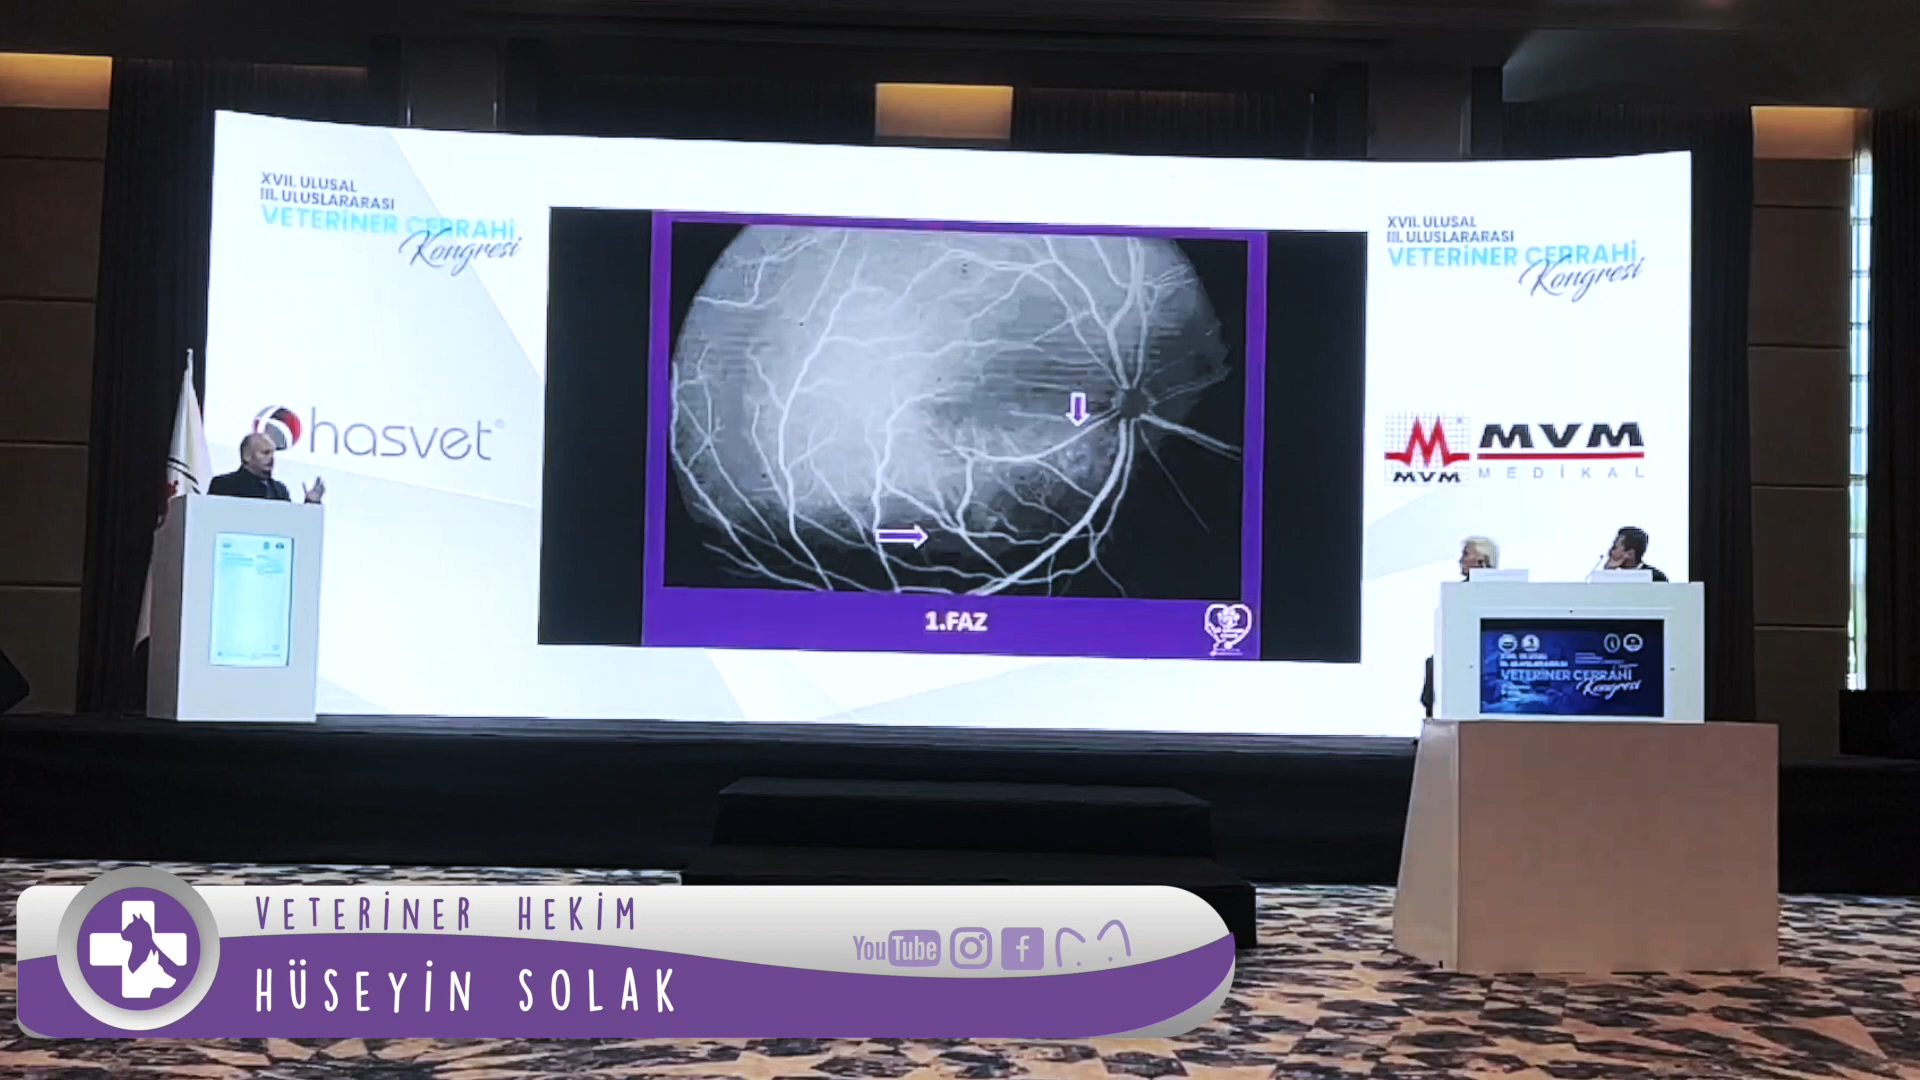 XVII. ULUSAL
III. ULUSLARARASI
VETERİNER CERRAHİ
Kongresi
hasvet
1.FAZ
XVII. ULUSAL
III. ULUSLARARASI
VETERİNER CERRAHİ
Kongresi
MVM
MVM
MEDİKAL
VETERİNER CERRAHİ
Kongresi
VETERİNER HEKİM
HÜSEYİN SOLAK
YouTube